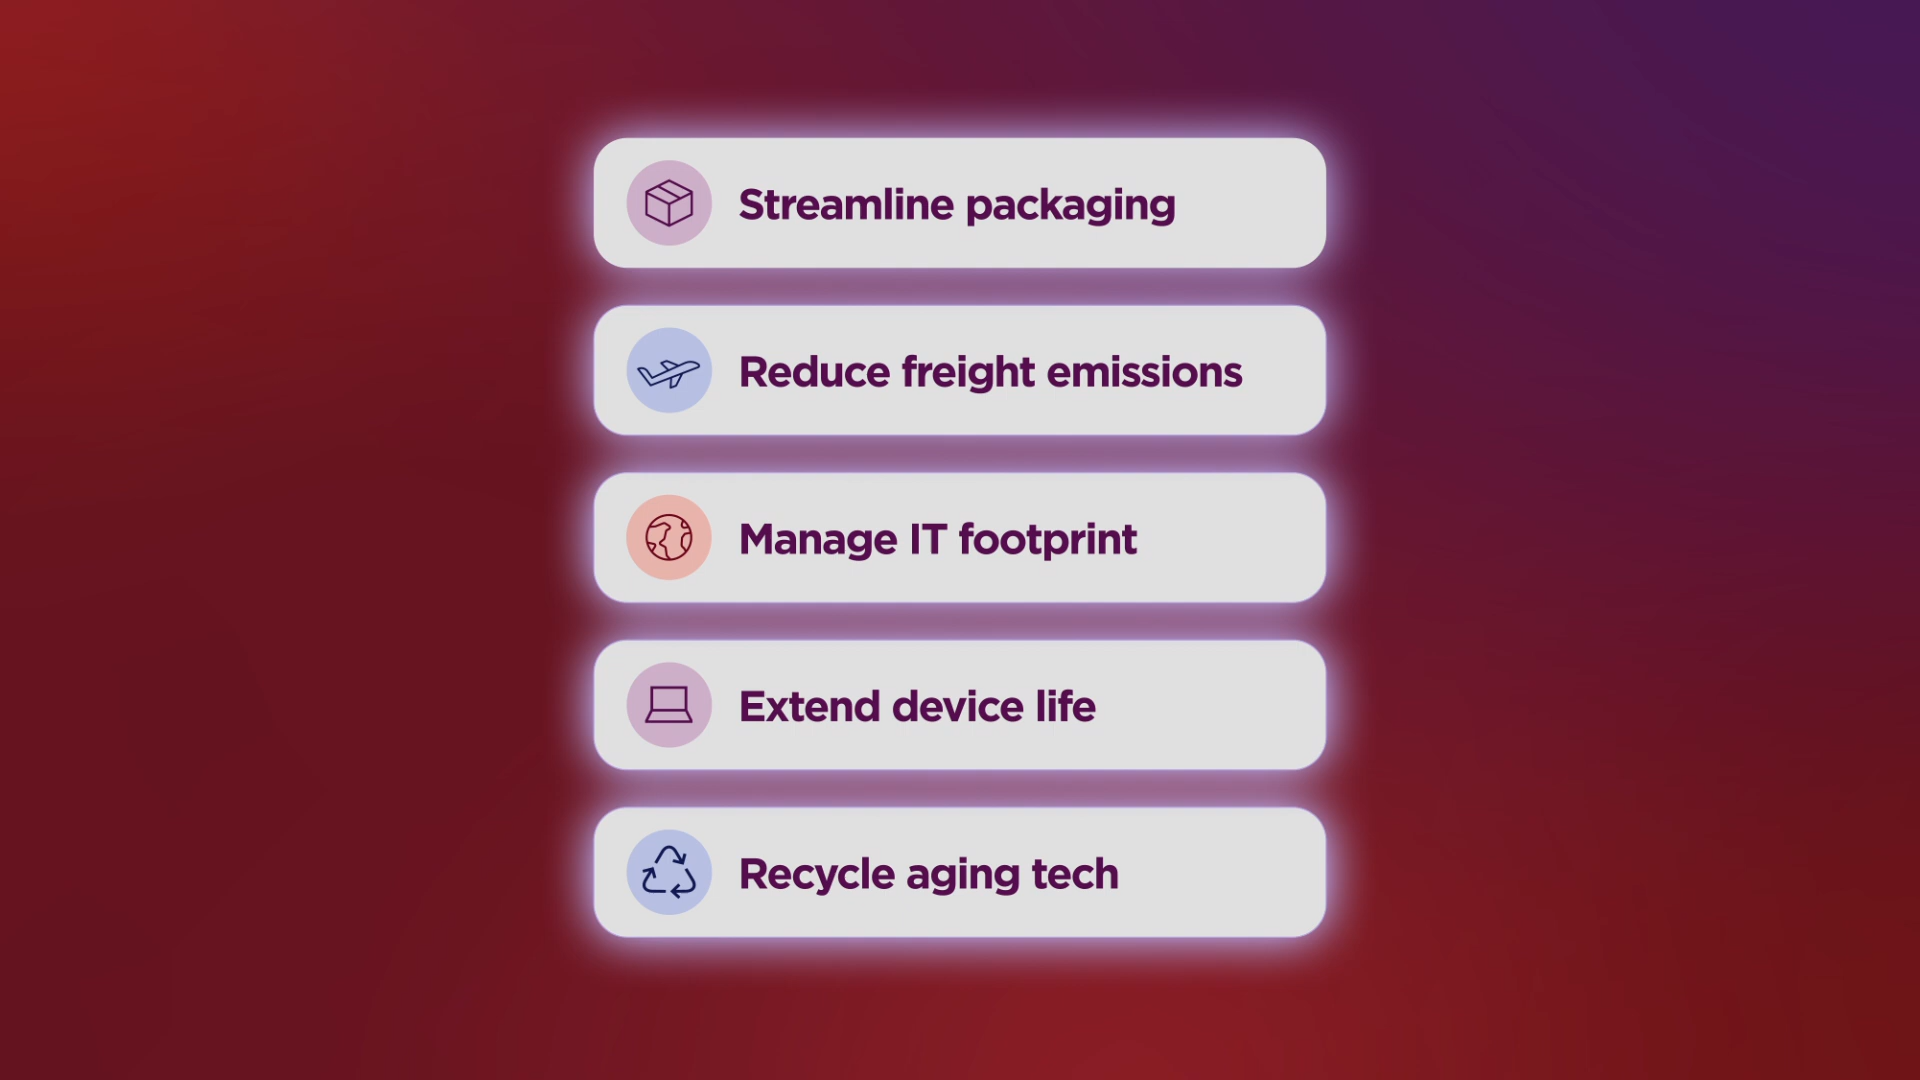 Streamline packaging
Reduce freight emissions
Manage IT footprint
Extend device life
Recycle aging tech